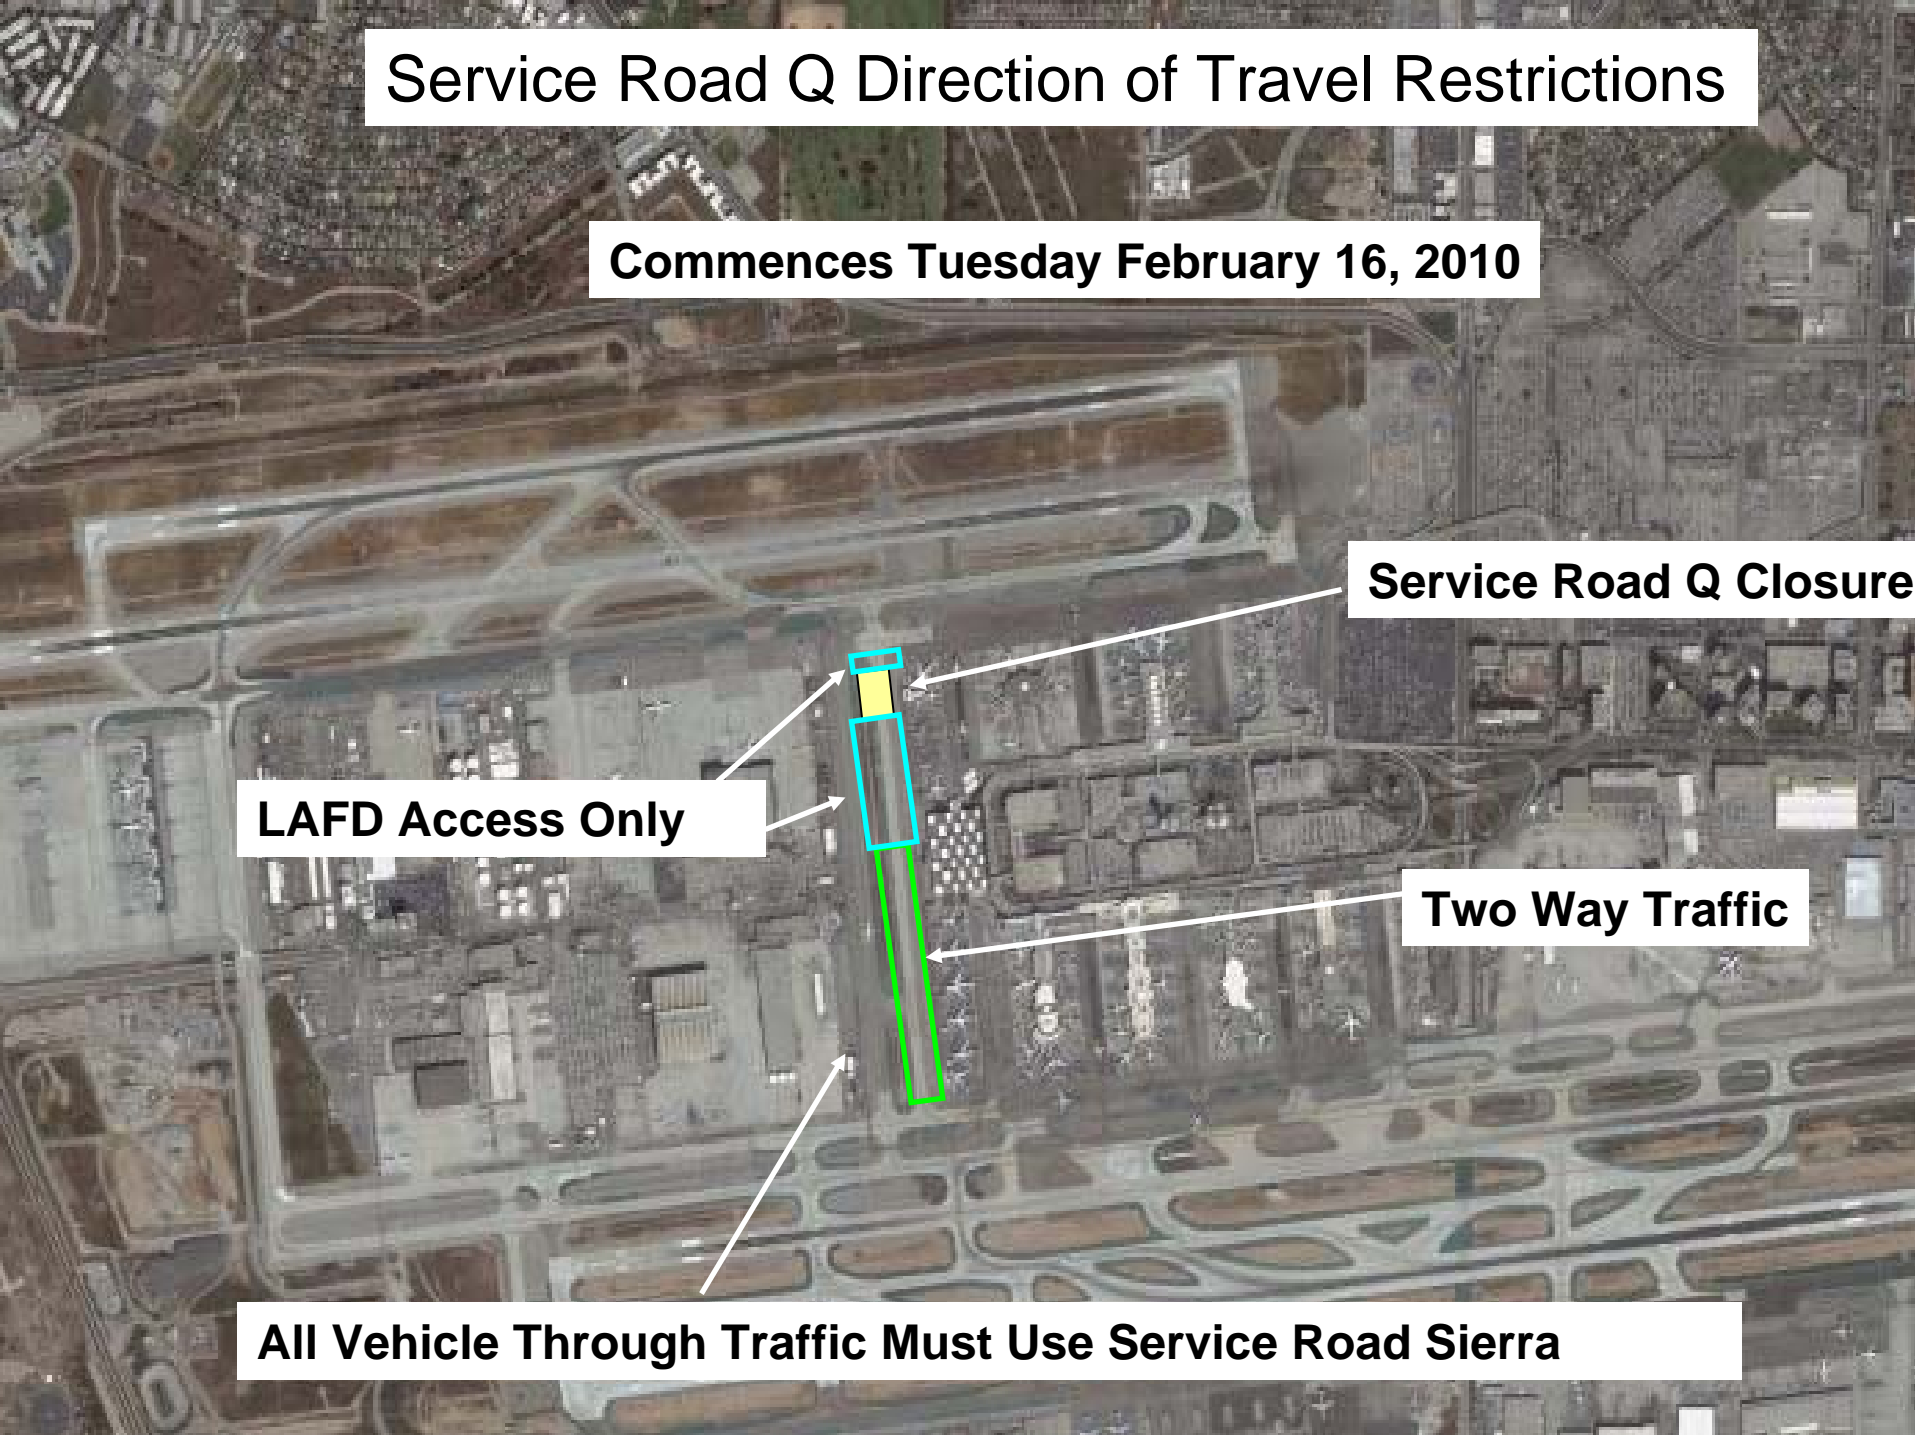 Service Road Q Direction of Travel Restrictions
Commences Tuesday February 16, 2010
Service Road Q Closure
LAFD Access Only
Two Way Traffic
All Vehicle Through Traffic Must Use Service Road Sierra